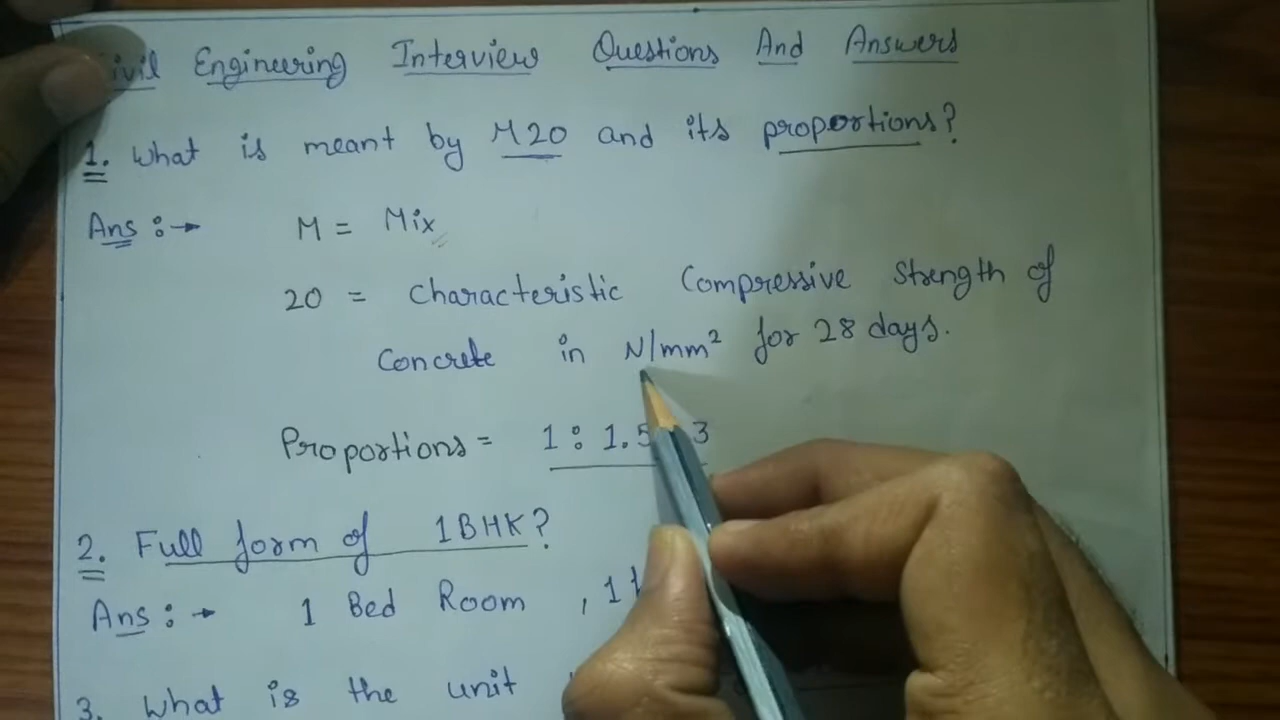 Engineering Interview Questions And Answers
1. What is meant by M20 and its proportions?
Ans :→ M = Mix
20 = Characteristic Compressive Strength of
Concrete in N/mm² for 28 days.
Proportions = 1 : 1.5 3
2. Full form of 1BHK?
Ans :→ 1 Bed Room , 1
3. What is the unit